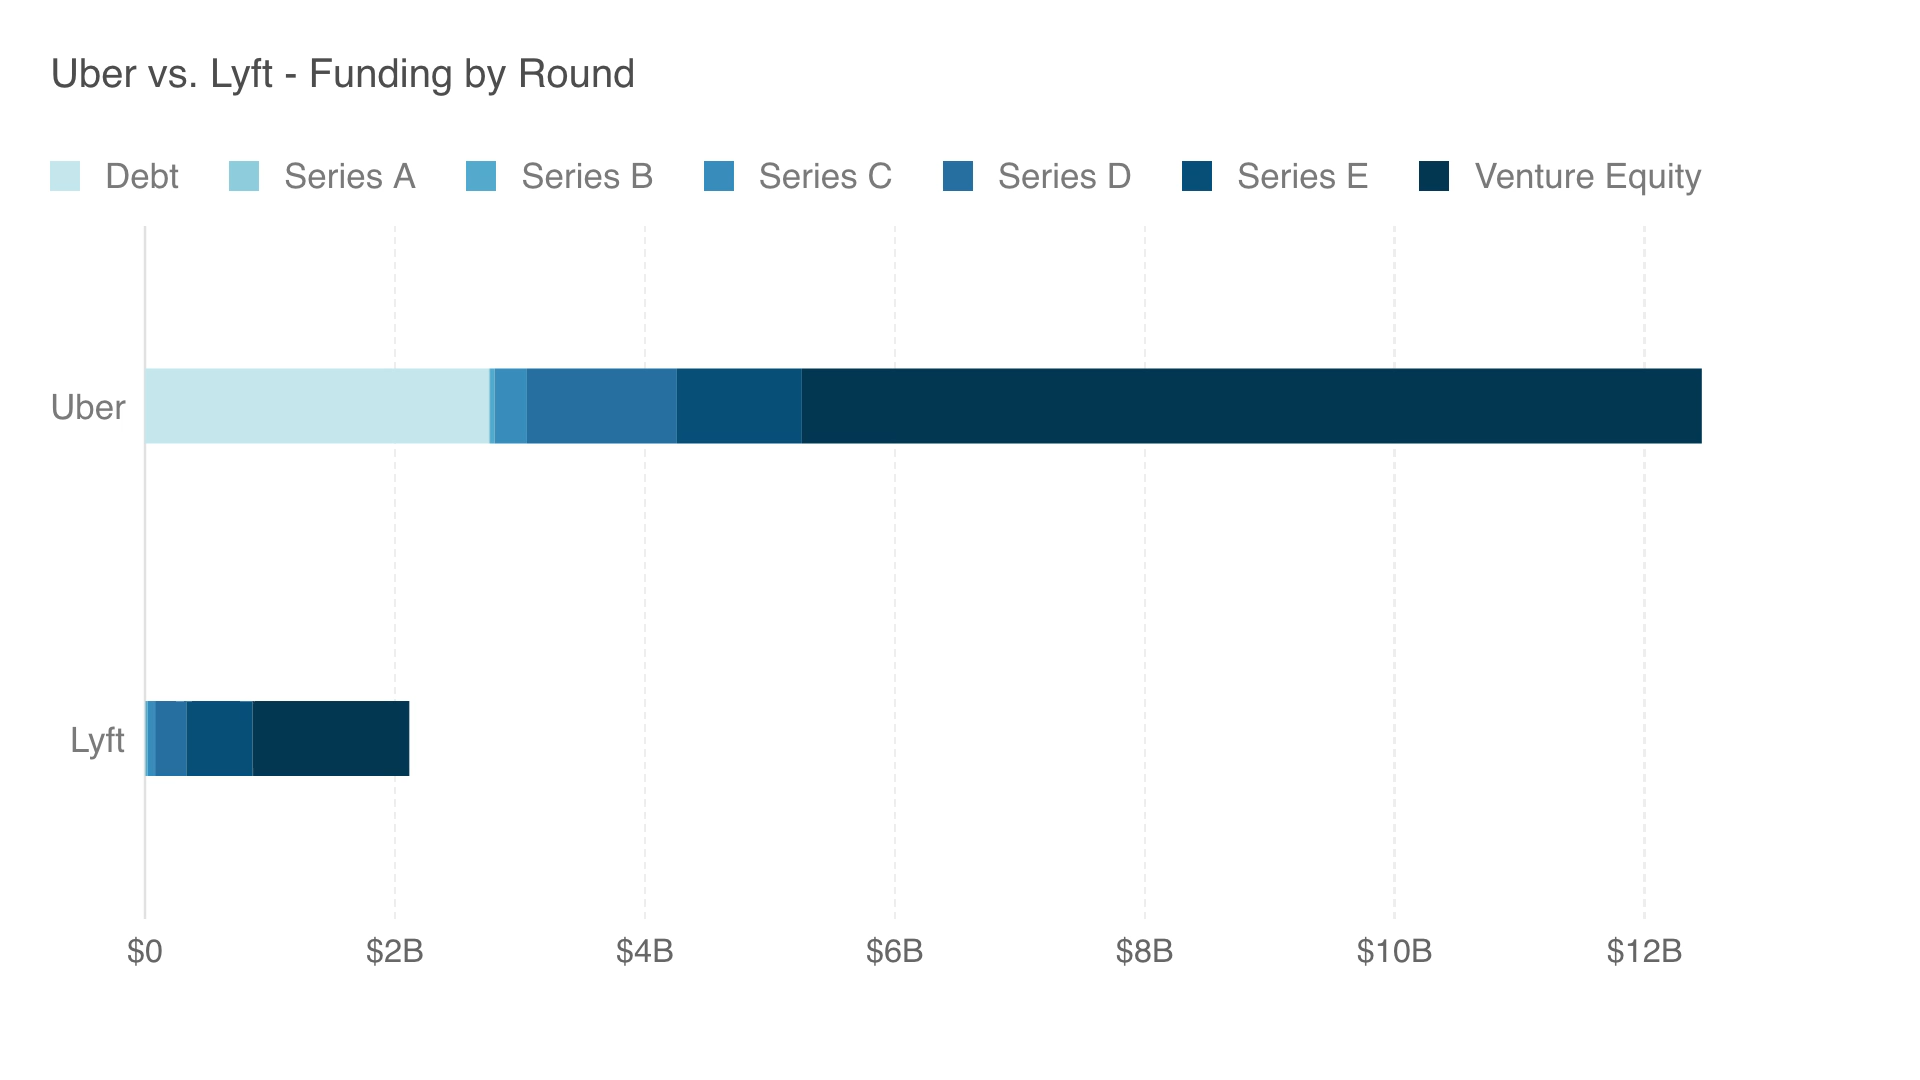 Uber vs. Lyft - Funding by Round
Debt Series A Series B Series C Series D Series E Venture Equity
Uber
Lyft
$0 $2B $4B $6B $8B $10B $12B